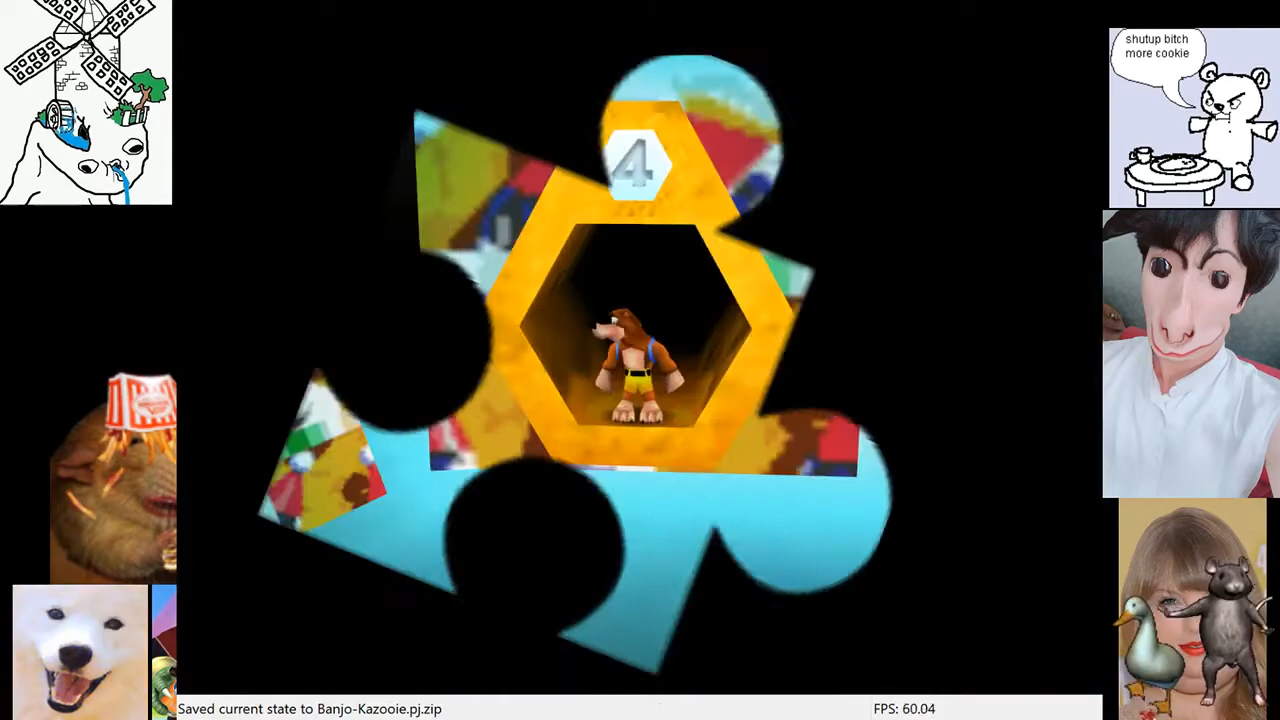 shutup bitch
more cookie
4
Saved current state to Banjo-Kazooie.pj.zip
FPS: 60.04